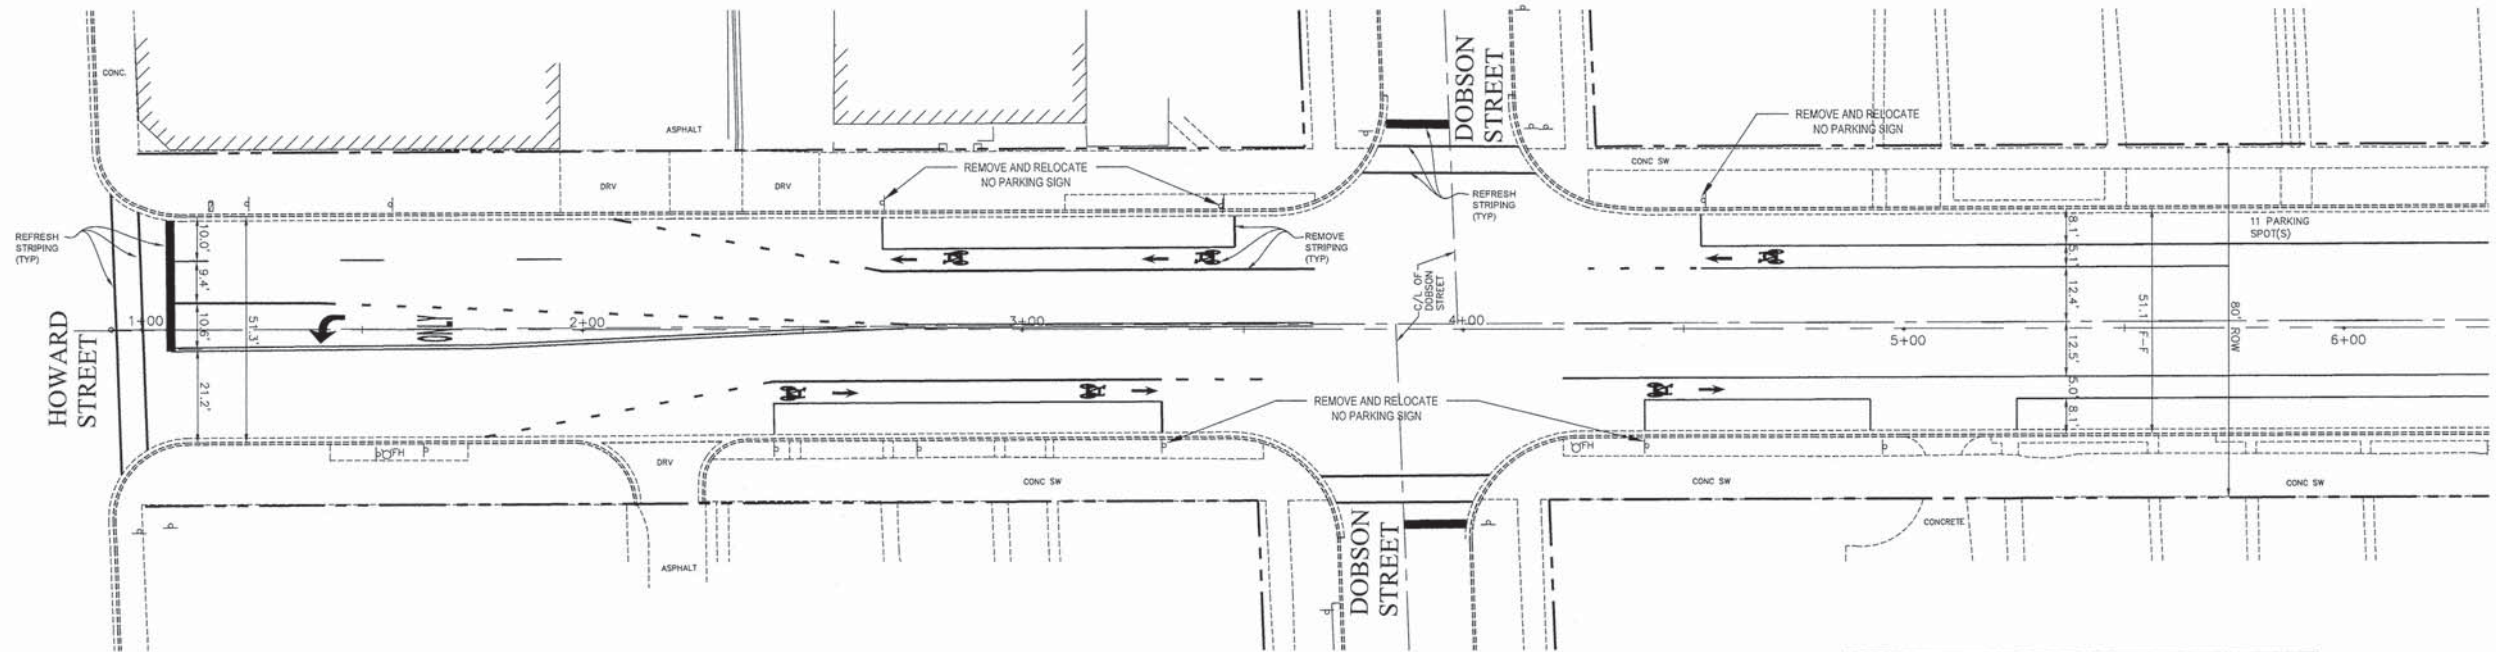 CONC.
ASPHALT
DRV
DRV
REMOVE AND RELOCATE
NO PARKING SIGN
DOBSON
STREET
REMOVE AND RELOCATE
NO PARKING SIGN
CONC SW
REFRESH
STRIPING
(TYP)
REFRESH
STRIPING
(TYP)
REMOVE
STRIPING
(TYP)
11 PARKING
SPOT(S)
10.0'
9.4'
10.6'
21.2'
51.3'
8.1'
5.1'
12.4'
12.5'
5.0'
8.1'
51.1' F-F
80' ROW
C/L OF
DOBSON
STREET
HOWARD
STREET
1+00
2+00
3+00
4+00
5+00
6+00
ONLY
REMOVE AND RELOCATE
NO PARKING SIGN
FH
DRV
CONC SW
FH
CONC SW
CONC SW
DOBSON
STREET
CONCRETE
ASPHALT